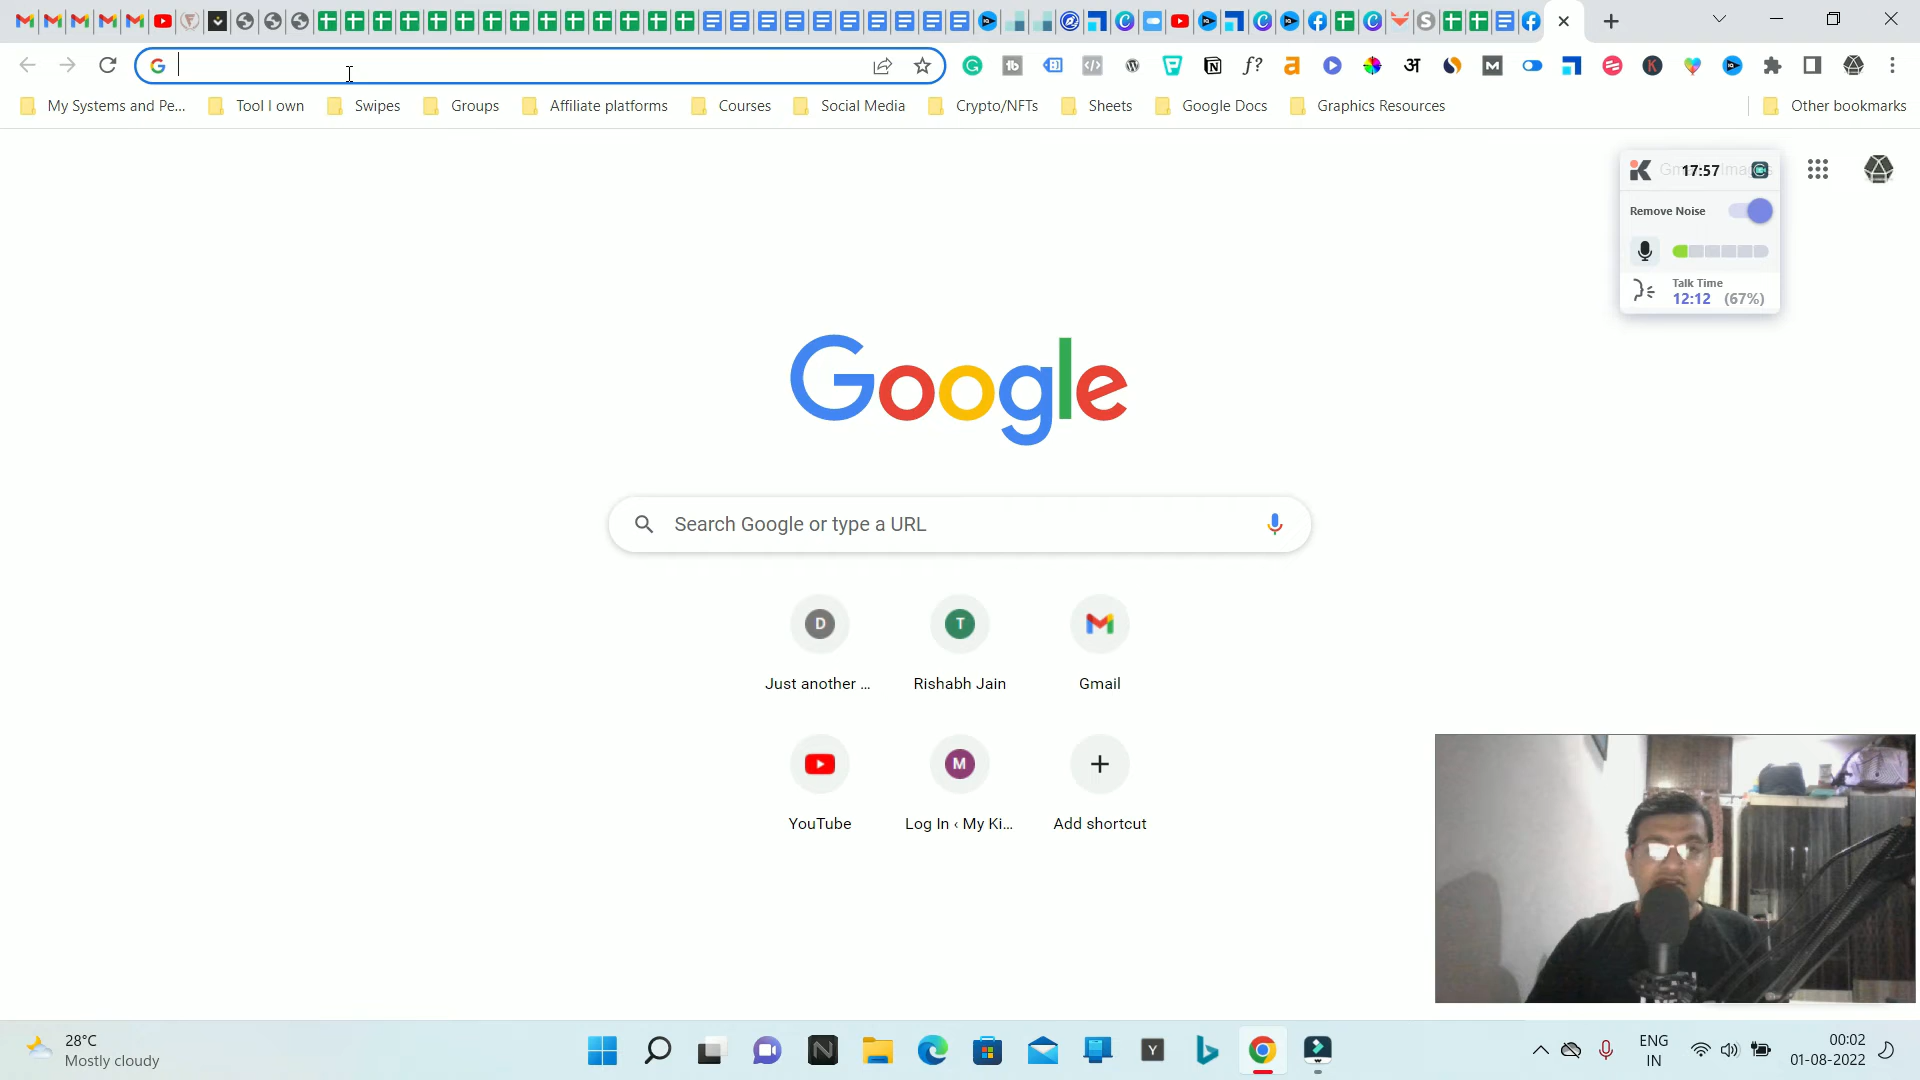 My Systems and Pe...
Tool I own
Swipes
Groups
Affiliate platforms
Courses
Social Media
Crypto/NFTs
Sheets
Google Docs
Graphics Resources
Other bookmarks
17:57
Remove Noise
Talk Time
12:12 (67%)
Google
Search Google or type a URL
D
T
Just another ...
Rishabh Jain
Gmail
M
YouTube
Log In ‹ My Ki...
Add shortcut
28°C
Mostly cloudy
ENG
IN
00:02
01-08-2022